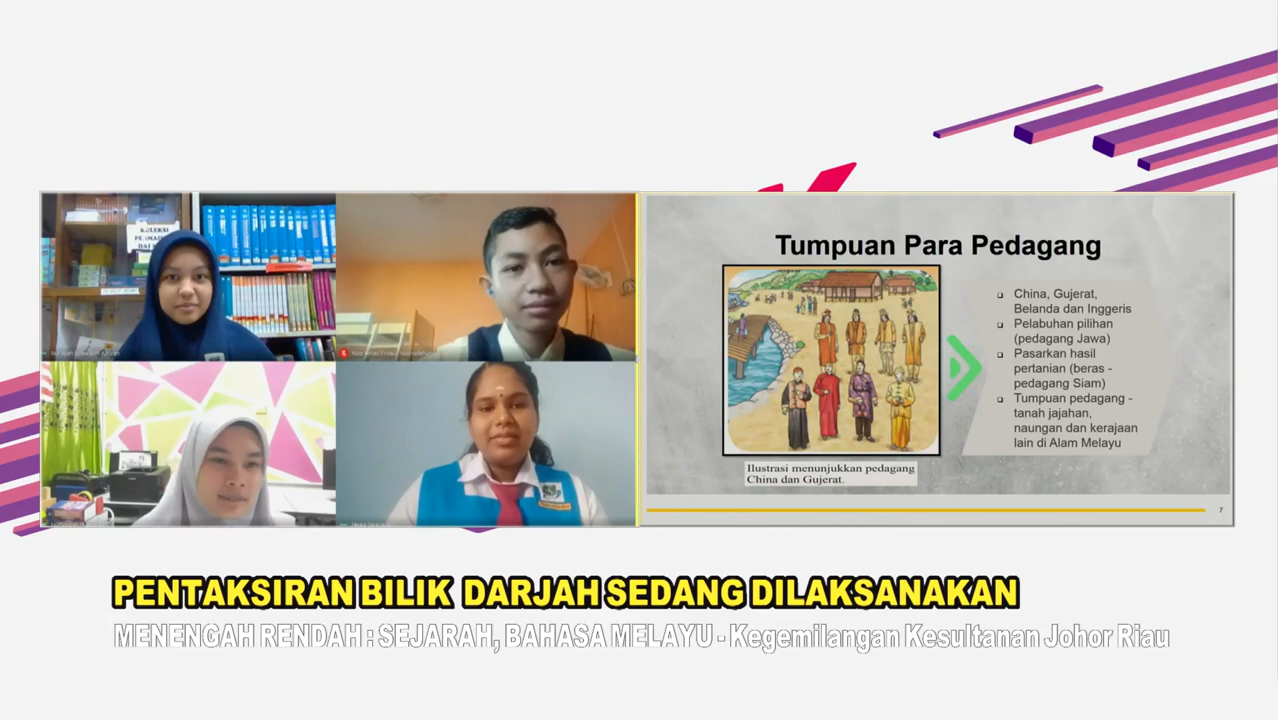 KOLEKSI
Tumpuan Para Pedagang
China, Gujerat,
Belanda dan Inggeris
Pelabuhan pilihan
(pedagang Jawa)
Pasarkan hasil
pertanian (beras -
pedagang Siam)
Tumpuan pedagang -
tanah jajahan,
naungan dan kerajaan
lain di Alam Melayu
Ilustrasi menunjukkan pedagang
China dan Gujerat.
7
PENTAKSIRAN BILIK DARJAH SEDANG DILAKSANAKAN
MENENGAH RENDAH : SEJARAH, BAHASA MELAYU - Kegemilangan Kesultanan Johor Riau